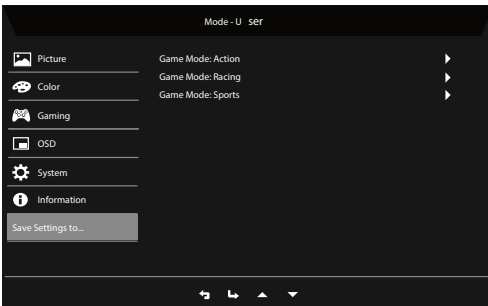 Mode - U ser
Picture
Color
Gaming
OSD
System
Information
Save Settings to...
Game Mode: Action
Game Mode: Racing
Game Mode: Sports